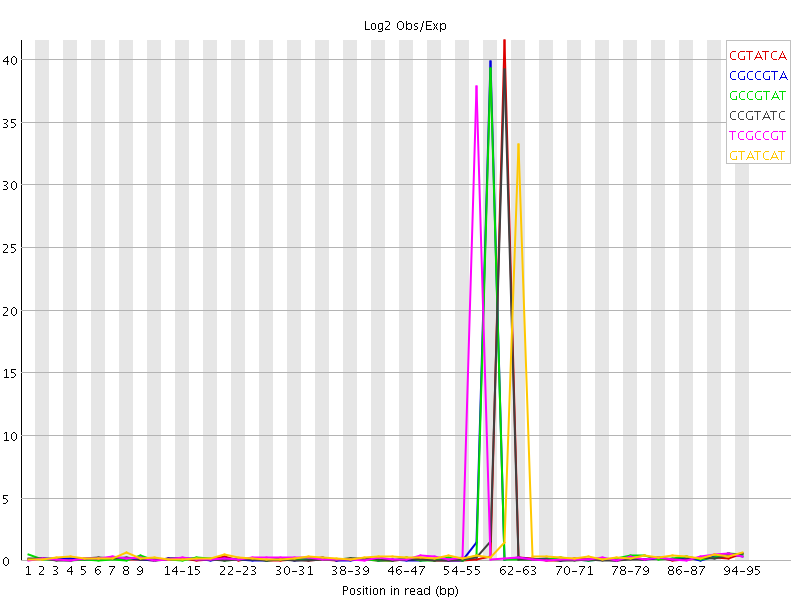 Log2 Obs/Exp
40
35
30
25
20
15
10
5
0
CGTATCA
CGCCGTA
GCCGTAT
CCGTATC
TCGCCGT
GTATCAT
1 2 3 4 5 6 7 8 9 14-15 22-23 30-31 38-39 46-47 54-55 62-63 70-71 78-79 86-87 94-95
Position in read (bp)